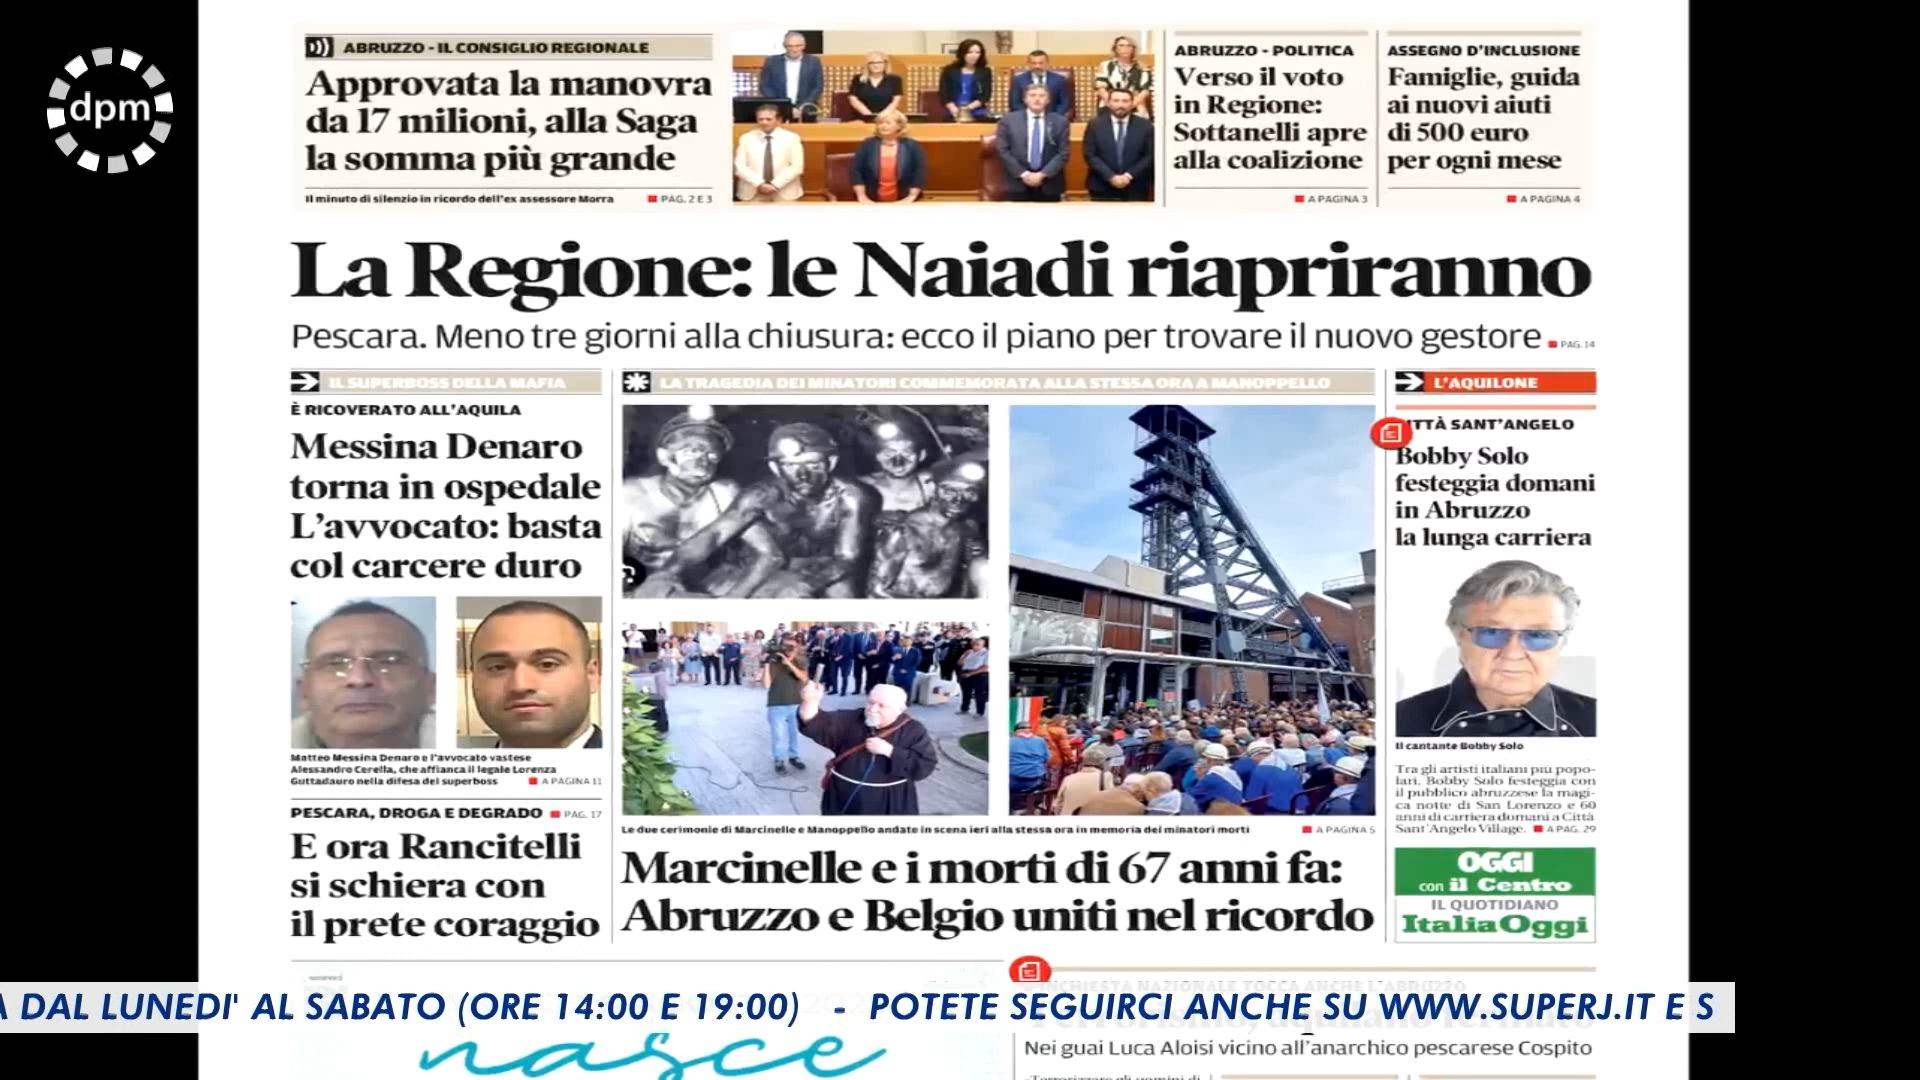 dpm
ABRUZZO - IL CONSIGLIO REGIONALE
Approvata la manovra
da 17 milioni, alla Saga
la somma più grande
Il minuto di silenzio in ricordo dell'ex assessore Morra
PAG. 2 E 3
ABRUZZO - POLITICA
Verso il voto
in Regione:
Sottanelli apre
alla coalizione
A PAGINA 3
ASSEGNO D'INCLUSIONE
Famiglie, guida
ai nuovi aiuti
di 500 euro
per ogni mese
A PAGINA 4
La Regione: le Naiadi riapriranno
Pescara. Meno tre giorni alla chiusura: ecco il piano per trovare il nuovo gestore
PAG. 14
IL SUPERBOSS DELLA MAFIA
È RICOVERATO ALL'AQUILA
Messina Denaro
torna in ospedale
L'avvocato: basta
col carcere duro
Matteo Messina Denaro e l'avvocato vastese
Alessandro Cerella, che affianca il legale Lorenza
Guttadauro nella difesa del superboss
A PAGINA 11
PESCARA, DROGA E DEGRADO
PAG. 17
E ora Rancitelli
si schiera con
il prete coraggio
LA TRAGEDIA DEI MINATORI COMMEMORATA ALLA STESSA ORA A MANOPPELLO
Le due cerimonie di Marcinelle e Manoppello andate in scena ieri alla stessa ora in memoria dei minatori morti
A PAGINA 5
Marcinelle e i morti di 67 anni fa:
Abruzzo e Belgio uniti nel ricordo
L'AQUILONE
ITTÀ SANT'ANGELO
Bobby Solo
festeggia domani
in Abruzzo
la lunga carriera
Il cantante Bobby Solo
Tra gli artisti italiani più popo-
lari, Bobby Solo festeggia con
il pubblico abruzzese la magi-
ca notte di San Lorenzo e 60
anni di carriera domani a Città
Sant'Angelo Village.
A PAG. 29
OGGI
con il Centro
IL QUOTIDIANO
ItaliaOggi
INCHIESTA NAZIONALE TOCCA ANCHE L'ABRUZZO
A DAL LUNEDI' AL SABATO (ORE 14:00 E 19:00) - POTETE SEGUIRCI ANCHE SU WWW.SUPERJ.IT E S
nasce
Nei guai Luca Aloisi vicino all'anarchico pescarese Cospito